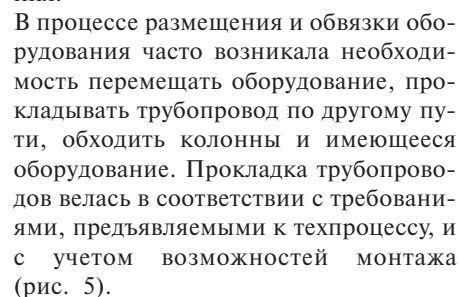 В процессе размещения и обвязки обо-
рудования часто возникала необходи-
мость перемещать оборудование, про-
кладывать трубопровод по другому пу-
ти, обходить колонны и имеющееся
оборудование. Прокладка трубопрово-
дов велась в соответствии с требовани-
ями, предъявляемыми к техпроцессу, и
с учетом возможностей монтажа
(рис. 5).